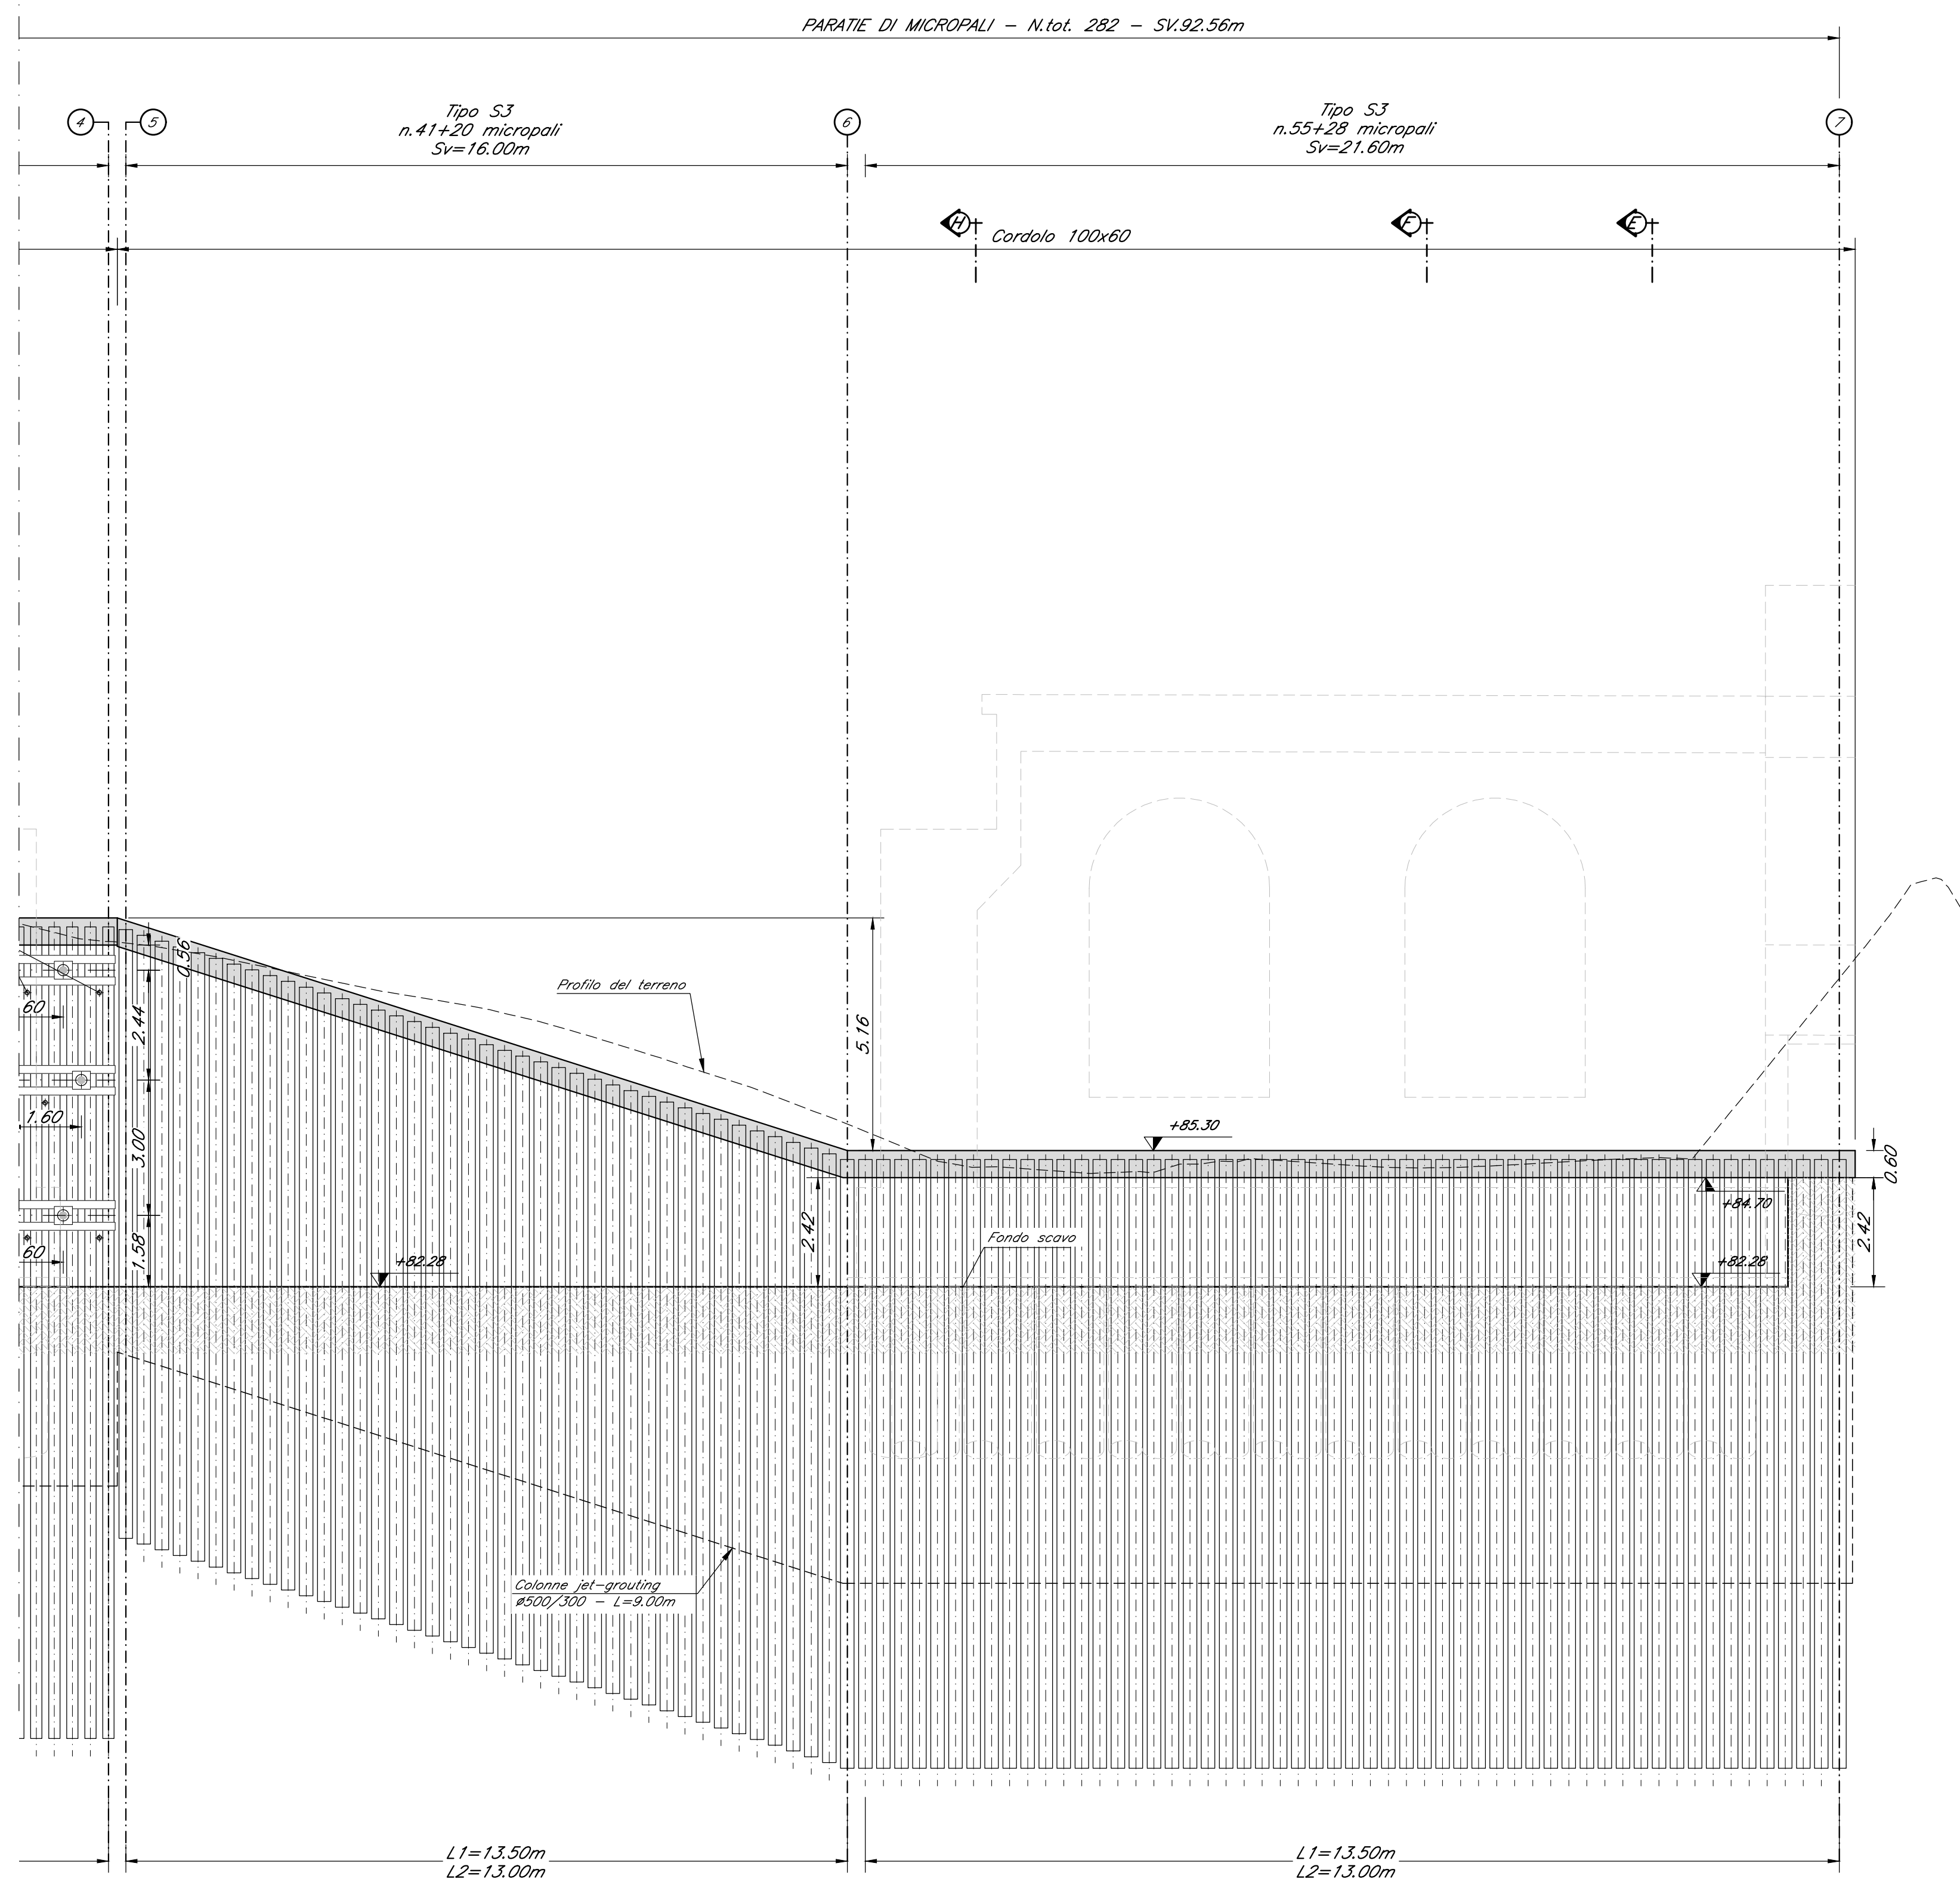 PARATIE DI MICROPALI - N.tot. 282 - SV.92.56m
4
5
Tipo S3
n.41+20 micropali
Sv=16.00m
6
Tipo S3
n.55+28 micropali
Sv=21.60m
7
H
Cordolo 100x60
F
E
0.56
60
2.44
Profilo del terreno
5.16
1.60
3.00
+85.30
0.60
60
1.58
+82.28
2.42
Fondo scavo
+84.70
+82.28
2.42
Colonne jet-grouting
ø500/300 - L=9.00m
L1=13.50m
L2=13.00m
L1=13.50m
L2=13.00m